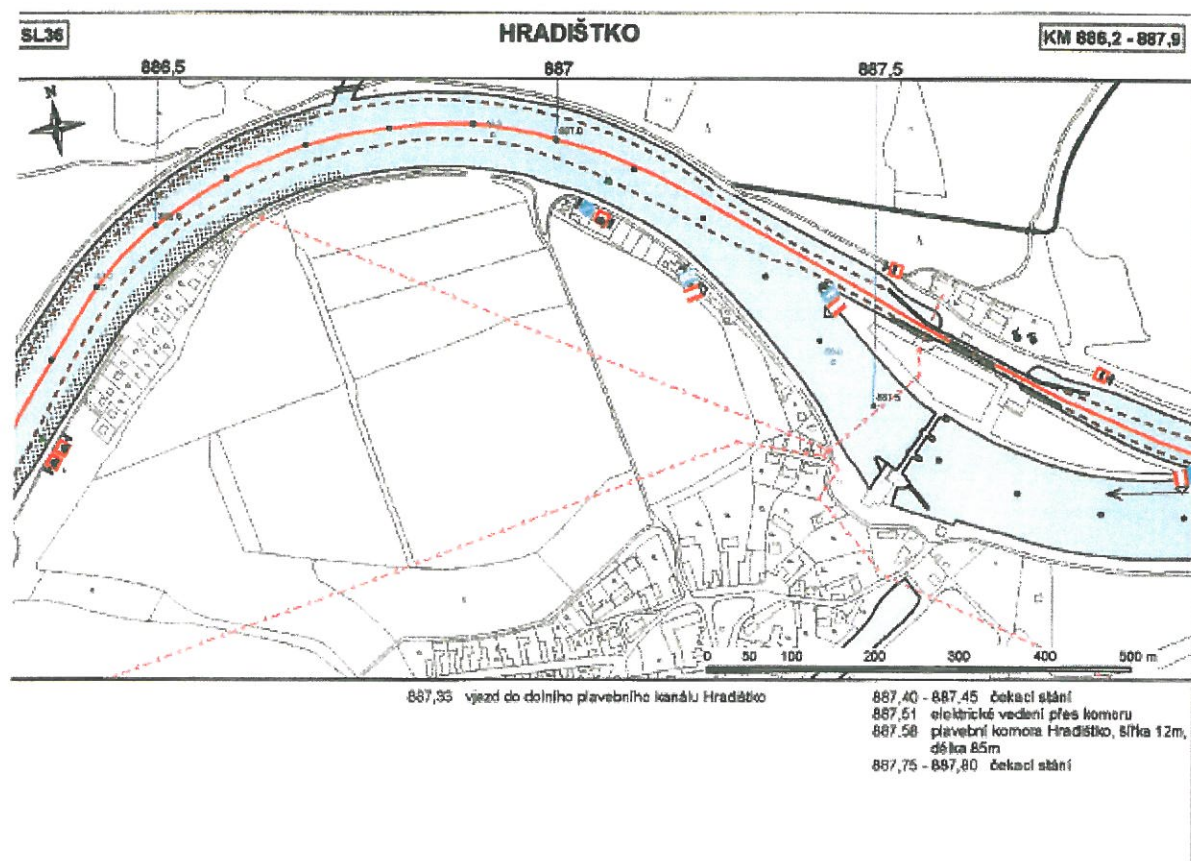 SL36
HRADIŠTKO
KM 886,2 - 887,9
886,5
887
887,5
N
887.0
887.5
0 50 100 200 300 400 500 m
887,33 vjezd do dolního plavebního kanálu Hradištko
887,40 - 887,45 čekací stání
887,51 elektrické vedení přes komoru
887,58 plavební komora Hradištko, šířka 12m,
délka 85m
887,75 - 887,80 čekací stání